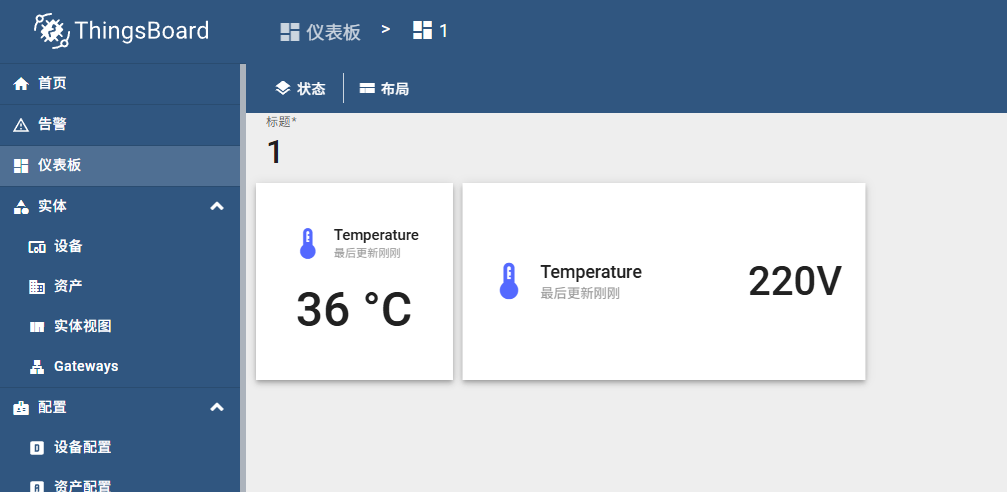 ThingsBoard
仪表板 > 1
首页
告警
仪表板
实体
设备
资产
实体视图
Gateways
配置
设备配置
资产配置
状态
布局
标题*
1
Temperature
最后更新刚刚
36 °C
Temperature
最后更新刚刚
220V